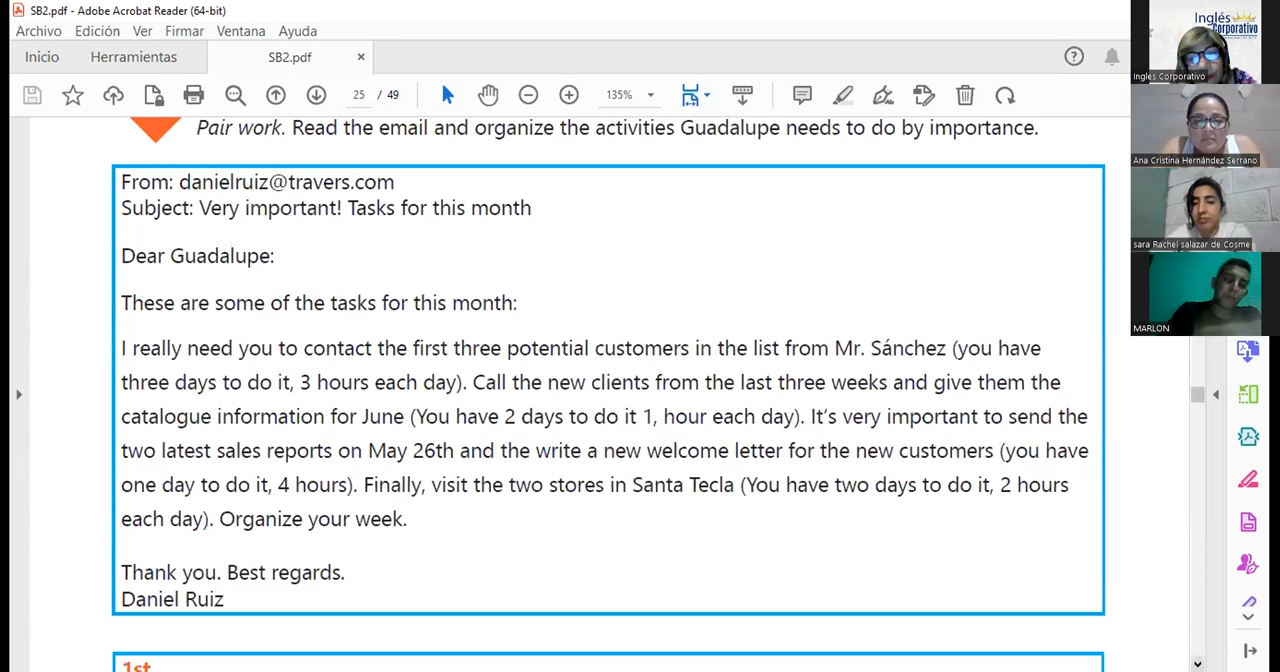 SB2.pdf - Adobe Acrobat Reader (64-bit)
Archivo Edición Ver Firmar Ventana Ayuda
Inicio Herramientas SB2.pdf ×
25 / 49 135%
Pair work. Read the email and organize the activities Guadalupe needs to do by importance.
From: danielruiz@travers.com
Subject: Very important! Tasks for this month
Dear Guadalupe:
These are some of the tasks for this month:
I really need you to contact the first three potential customers in the list from Mr. Sánchez (you have
three days to do it, 3 hours each day). Call the new clients from the last three weeks and give them the
catalogue information for June (You have 2 days to do it 1, hour each day). It’s very important to send the
two latest sales reports on May 26th and the write a new welcome letter for the new customers (you have
one day to do it, 4 hours). Finally, visit the two stores in Santa Tecla (You have two days to do it, 2 hours
each day). Organize your week.
Thank you. Best regards.
Daniel Ruiz
1st
Inglés
Corporativo
Ingles Corporativo
Ana Cristina Hernández Serrano
sara Rachel salazar de Cosme
MARLON